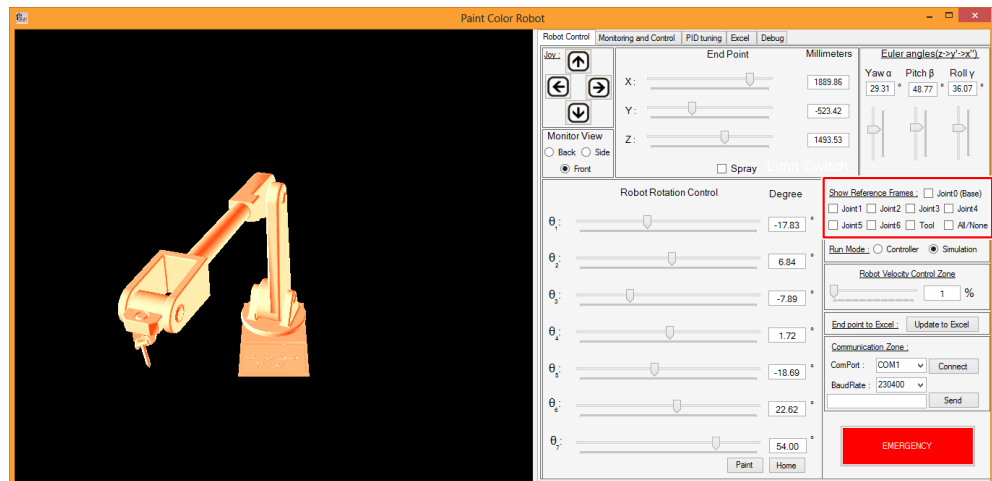 Paint Color Robot
Robot Control Monitoring and Control PID tuning Excel Debug
Joy :
End Point Millimeters
X : 1889.86
Y : -523.42
Z : 1493.53
Spray Limit Switch
Euler angles(z->y'->x'')
Yaw α Pitch β Roll γ
29.31 ° 48.77 ° 36.07 °
Monitor View
Back Side
Front
Robot Rotation Control Degree
θ1: -17.83 °
θ2: 6.84 °
θ3: -7.89 °
θ4: 1.72 °
θ5: -18.69 °
θ6: 22.62 °
θ7: 54.00 °
Paint Home
Show Reference Frames : Joint0 (Base)
Joint1 Joint2 Joint3 Joint4
Joint5 Joint6 Tool All/None
Run Mode : Controller Simulation
Robot Velocity Control Zone
1 %
End point to Excel : Update to Excel
Communication Zone :
ComPort : COM1 Connect
BaudRate : 230400
Send
EMERGENCY